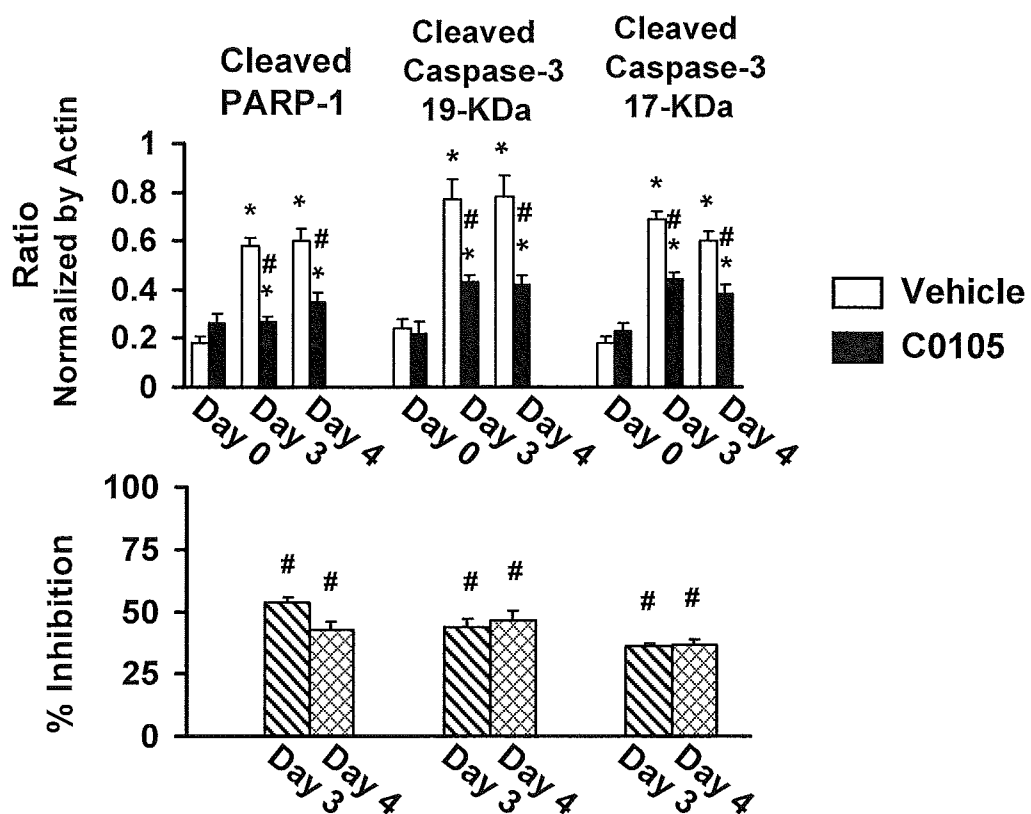 Cleaved
PARP-1
Cleaved
Caspase-3
19-KDa
Cleaved
Caspase-3
17-KDa
Ratio
Normalized by Actin
1
0.8
0.6
0.4
0.2
0
* * # * # *
* * # * # *
* * # * # *
Day 0
Day 3
Day 4
Day 0
Day 3
Day 4
Day 0
Day 3
Day 4
Vehicle
C0105
% Inhibition
100
75
50
25
0
# #
# #
# #
Day 3
Day 4
Day 3
Day 4
Day 3
Day 4